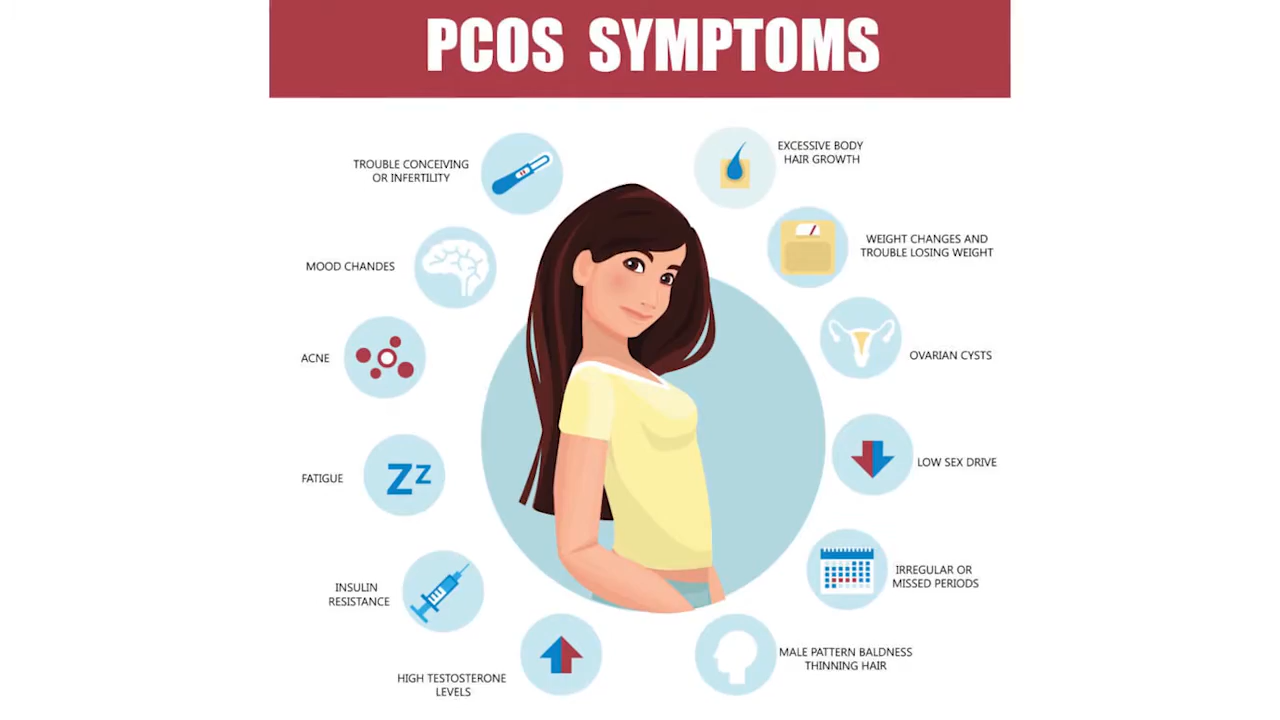 PCOS SYMPTOMS
TROUBLE CONCEIVING
OR INFERTILITY
EXCESSIVE BODY
HAIR GROWTH
MOOD CHANDES
WEIGHT CHANGES AND
TROUBLE LOSING WEIGHT
ACNE
OVARIAN CYSTS
FATIGUE
Zz
LOW SEX DRIVE
INSULIN
RESISTANCE
IRREGULAR OR
MISSED PERIODS
HIGH TESTOSTERONE
LEVELS
MALE PATTERN BALDNESS
THINNING HAIR